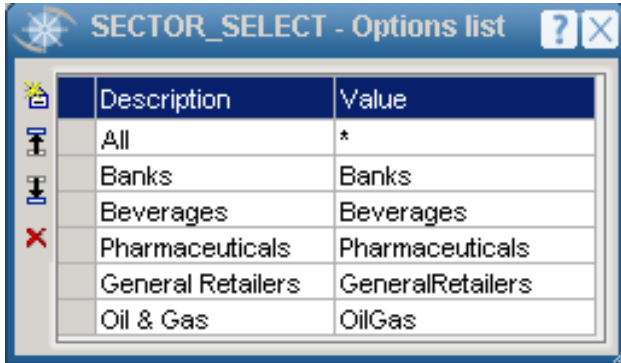 SECTOR_SELECT - Options list ?
Description Value
All *
Banks Banks
Beverages Beverages
Pharmaceuticals Pharmaceuticals
General Retailers GeneralRetailers
Oil & Gas OilGas